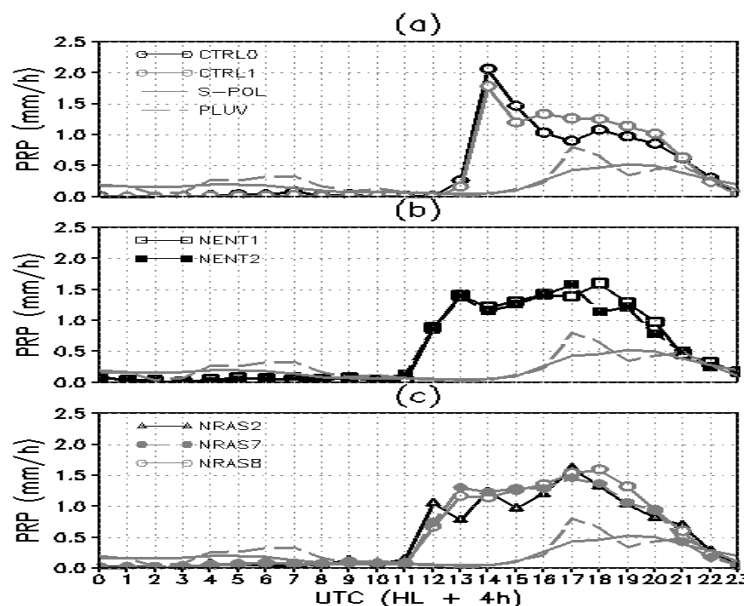 (a)
2.5
2.0
1.5
1.0
0.5
0.0
PRP (mm/h)
CTRL0
CTRL1
S-POL
PLUV
(b)
2.5
2.0
1.5
1.0
0.5
0.0
PRP (mm/h)
NENT1
NENT2
(c)
2.5
2.0
1.5
1.0
0.5
0.0
PRP (mm/h)
NRAS2
NRAS7
NRAS8
0 1 2 3 4 5 6 7 8 9 10 11 12 13 14 15 16 17 18 19 20 21 22 23
UTC (HL + 4h)